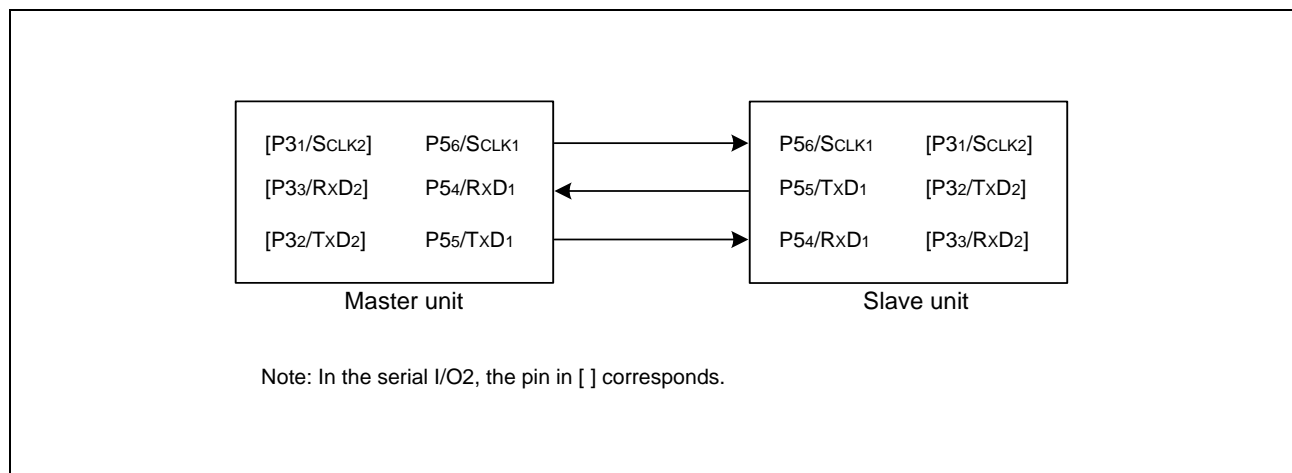 [P31/SCLK2] P56/SCLK1 P56/SCLK1 [P31/SCLK2]
[P33/RxD2] P54/RxD1 P55/TxD1 [P32/TxD2]
[P32/TxD2] P55/TxD1 P54/RxD1 [P33/RxD2]
Master unit Slave unit
Note: In the serial I/O2, the pin in [ ] corresponds.